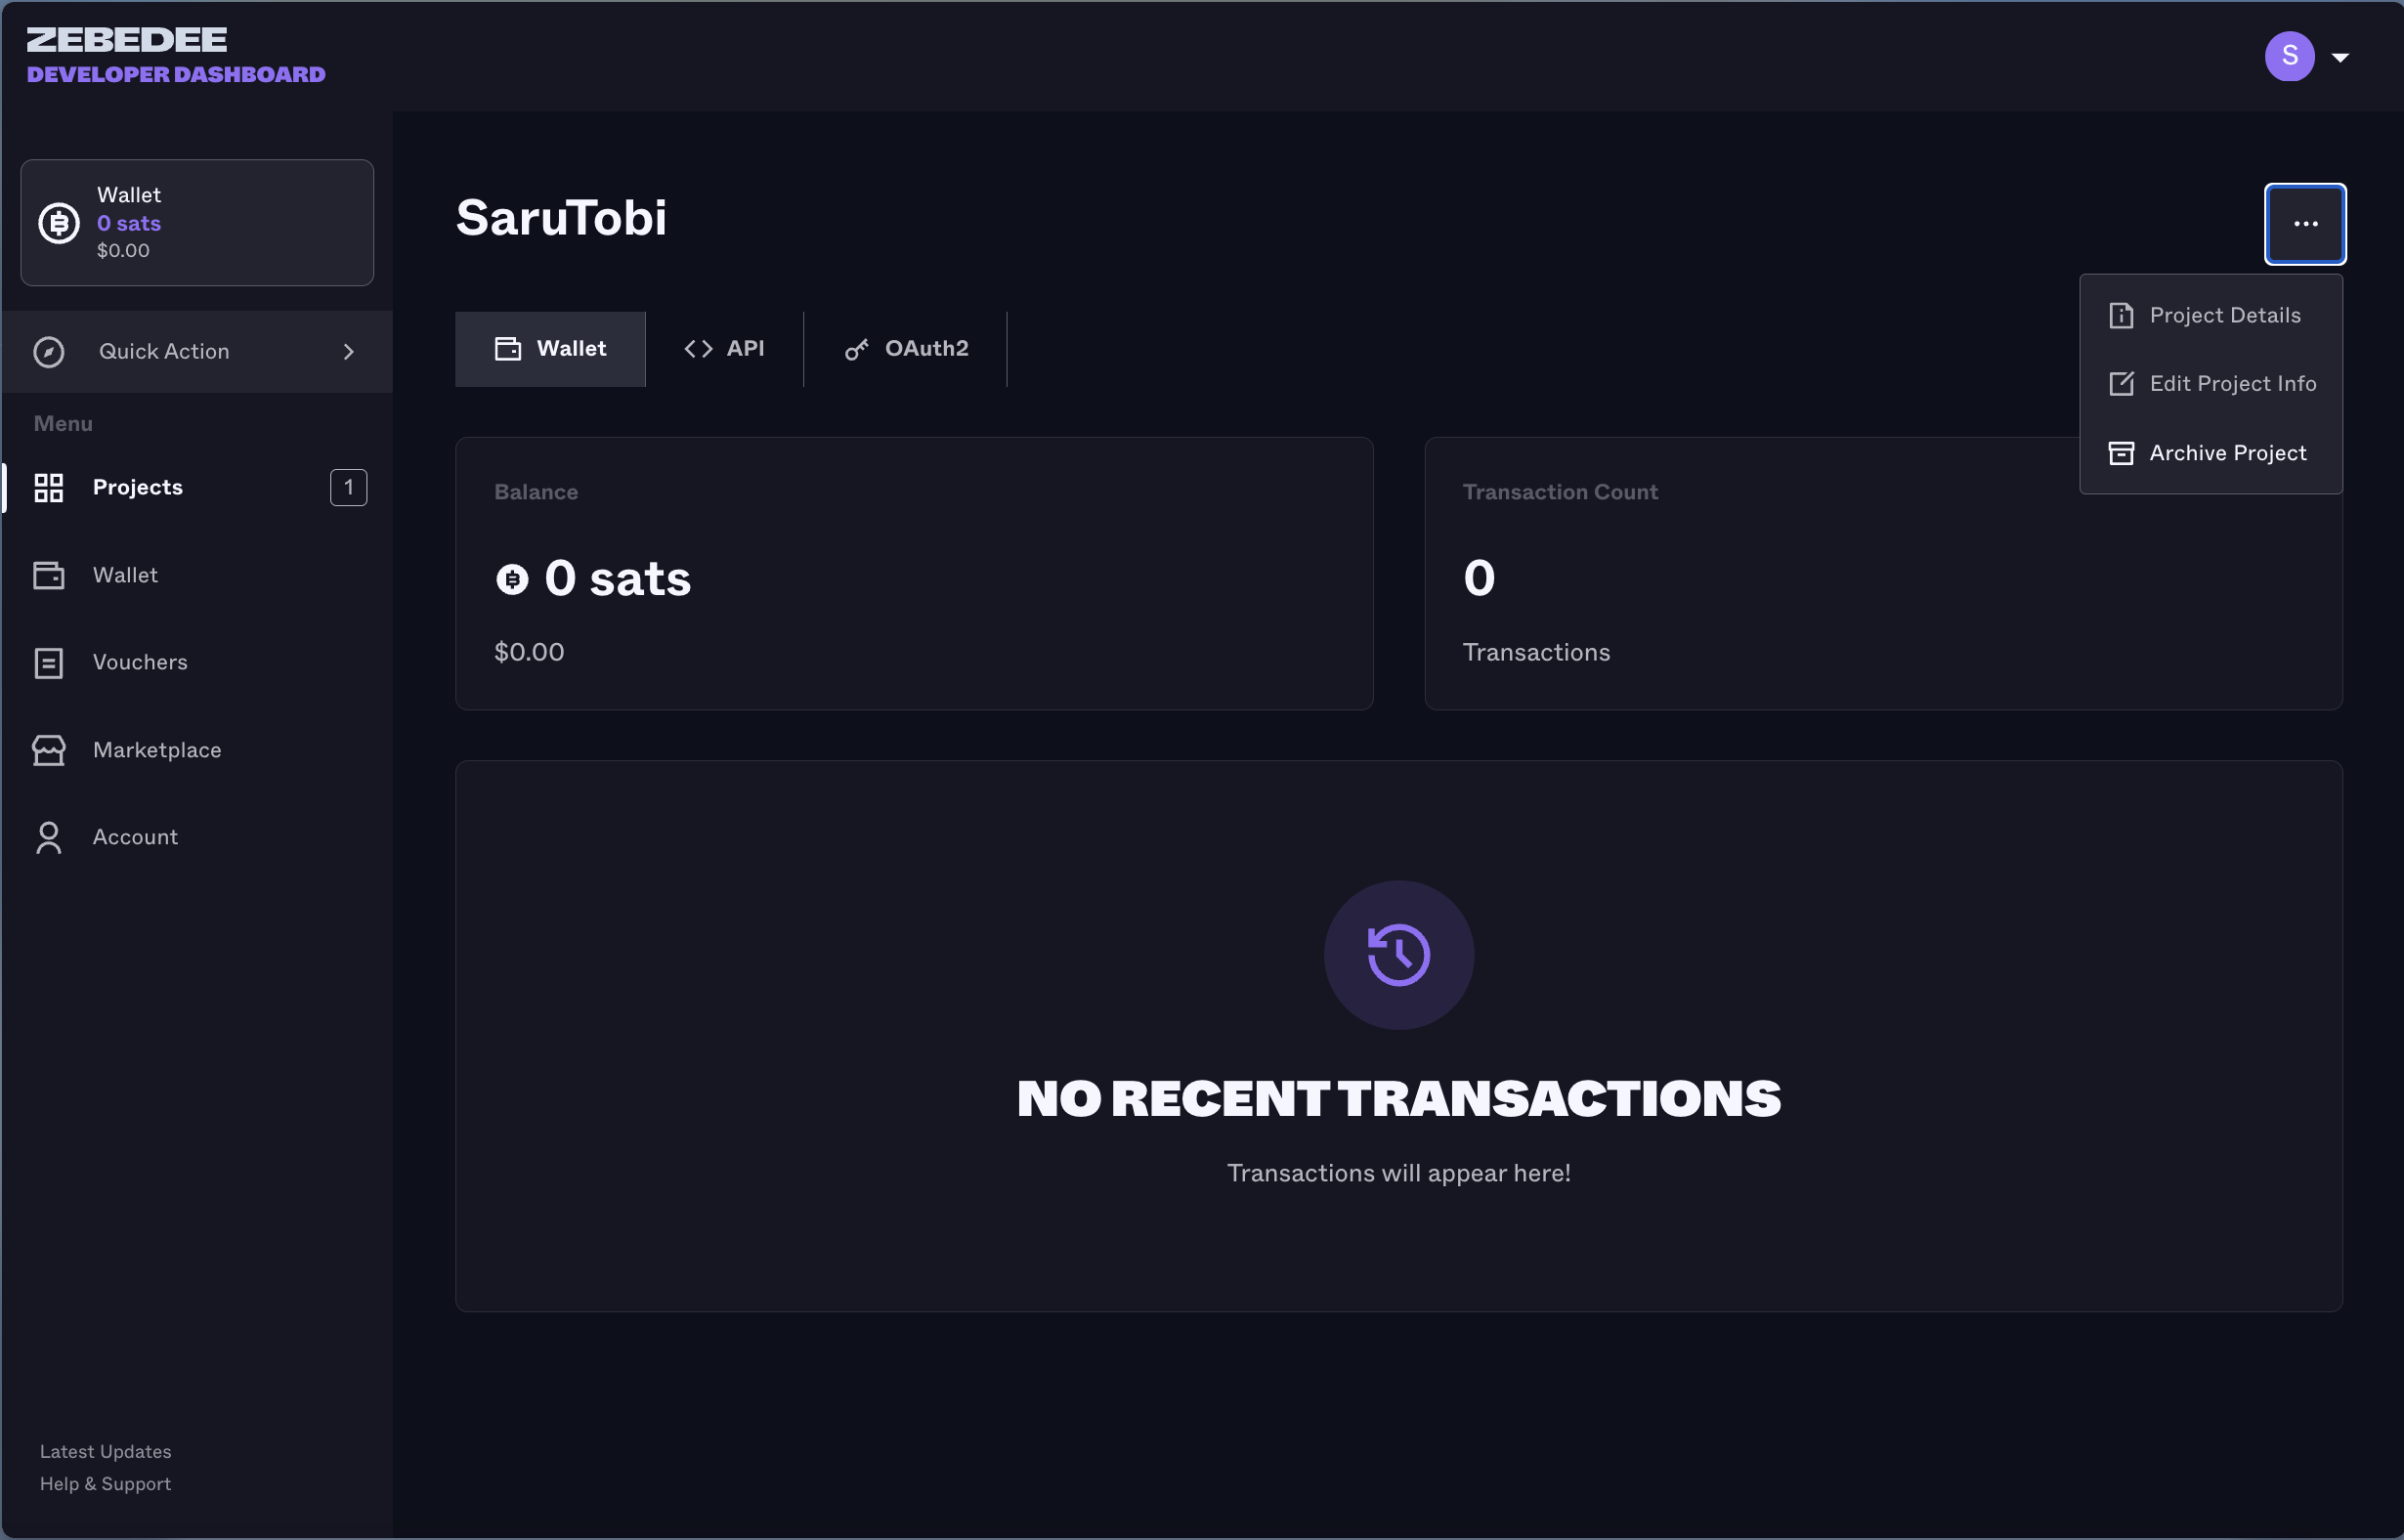 ZEBEDEE
DEVELOPER DASHBOARD
S
Wallet
0 sats
$0.00
Quick Action
Menu
Projects
1
Wallet
Vouchers
Marketplace
Account
Latest Updates
Help & Support
SaruTobi
...
Project Details
Edit Project Info
Archive Project
Wallet
API
OAuth2
Balance
0 sats
$0.00
Transaction Count
0
Transactions
NO RECENT TRANSACTIONS
Transactions will appear here!